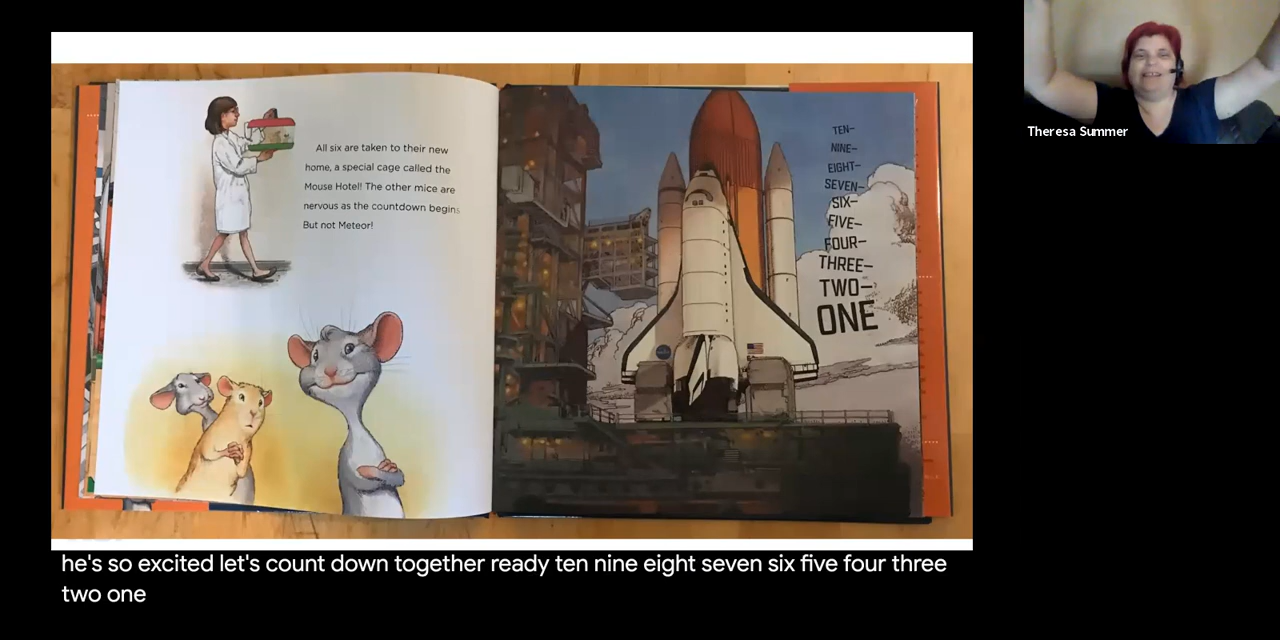 All six are taken to their new
home, a special cage called the
Mouse Hotel! The other mice are
nervous as the countdown begins.
But not Meteor!
TEN–
NINE–
EIGHT–
SEVEN–
SIX–
FIVE–
FOUR–
THREE–
TWO–
ONE
Theresa Summer
he's so excited let's count down together ready ten nine eight seven six five four three
two one